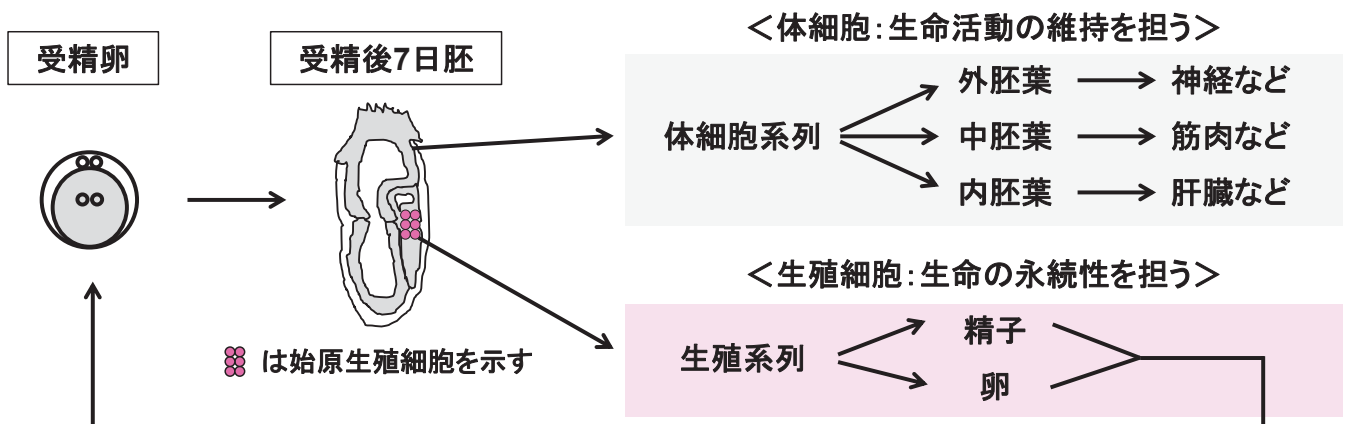 受精卵
受精後7日胚
は始原生殖細胞を示す
<体細胞:生命活動の維持を担う>
体細胞系列
外胚葉
神経など
中胚葉
筋肉など
内胚葉
肝臓など
<生殖細胞:生命の永続性を担う>
生殖系列
精子
卵